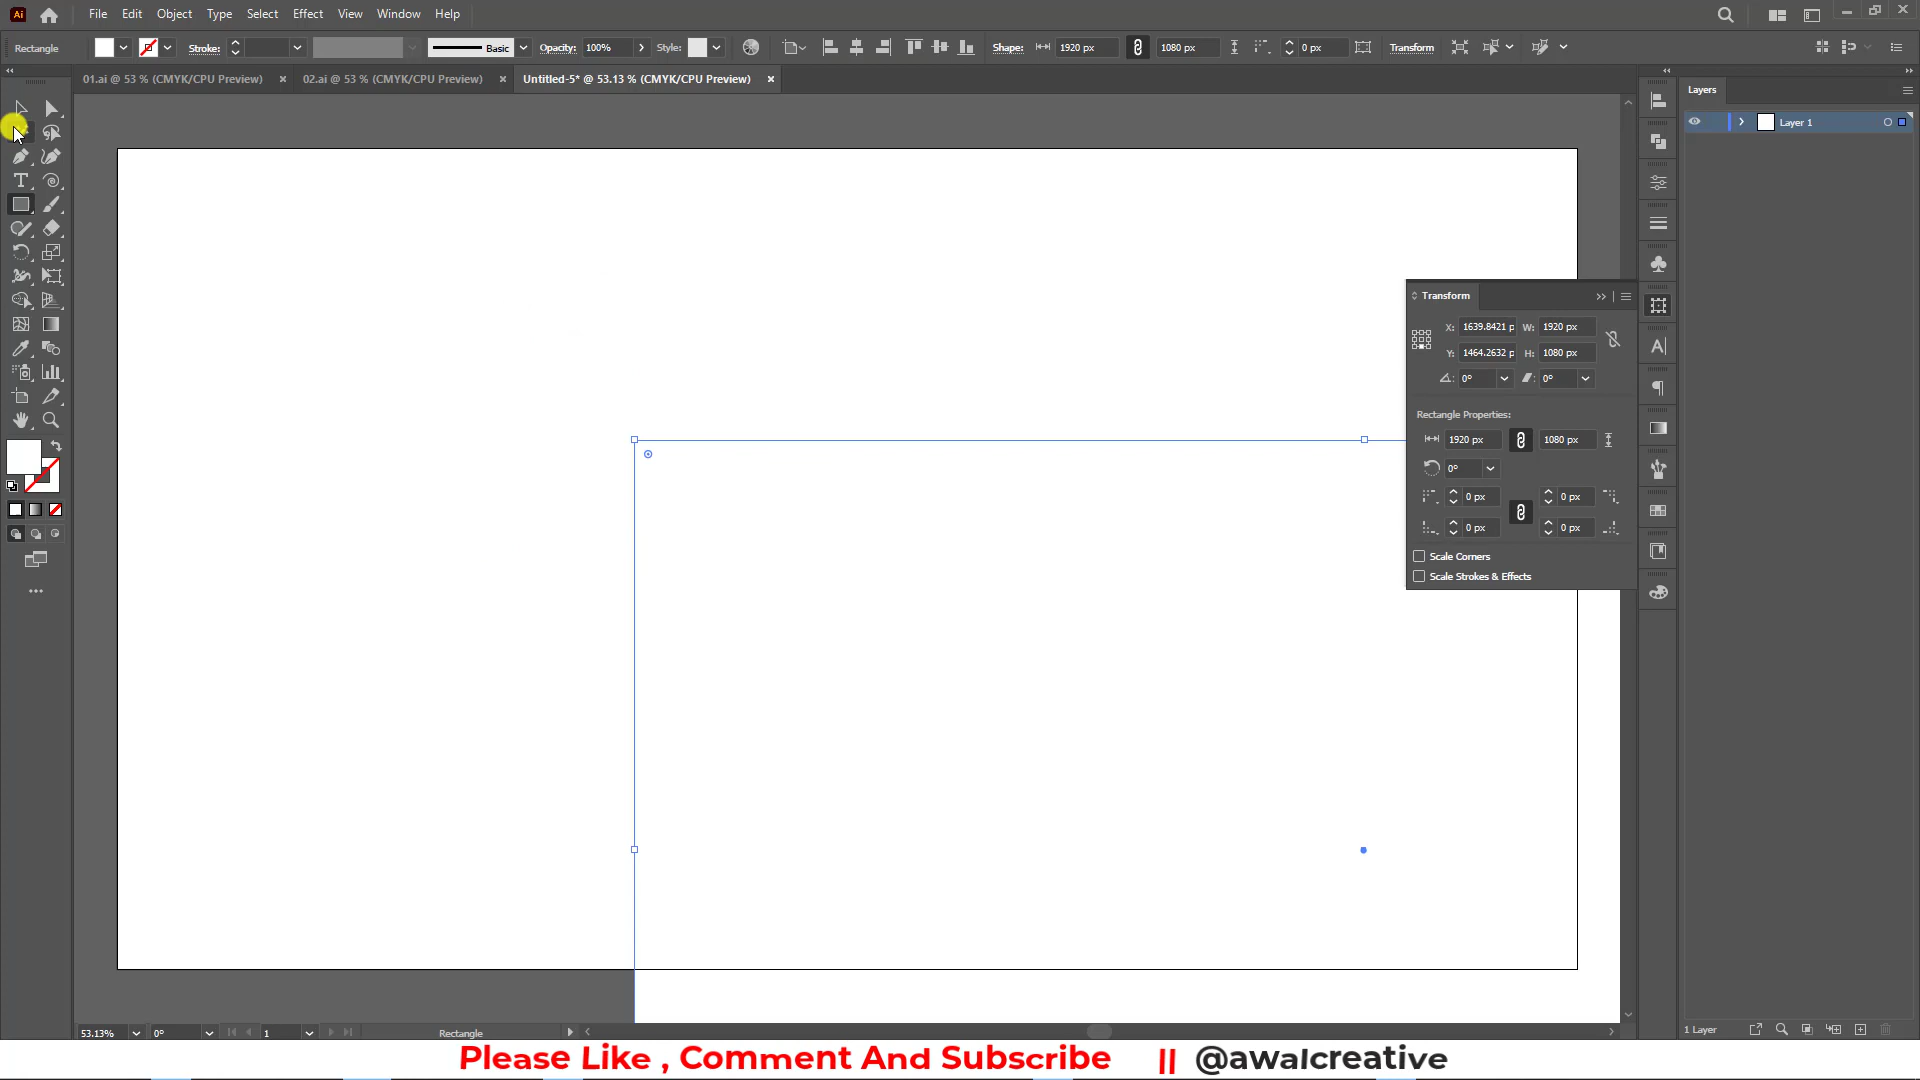 Ai File Edit Object Type Select Effect View Window Help
Rectangle Stroke: Basic Opacity: 100% Style: Shape: 1920 px 1080 px 0 px Transform
01.ai @ 53 % (CMYK/CPU Preview) × 02.ai @ 53 % (CMYK/CPU Preview) × Untitled-5* @ 53.13 % (CMYK/CPU Preview) ×
Layers
Layer 1
Transform
X: 1639.8421 p W: 1920 px
Y: 1464.2632 p H: 1080 px
0° 0°
Rectangle Properties:
1920 px 1080 px
0°
0 px 0 px
0 px 0 px
Scale Corners
Scale Strokes & Effects
53.13% 0° 1 Rectangle
1 Layer
Please Like , Comment And Subscribe || @awalcreative